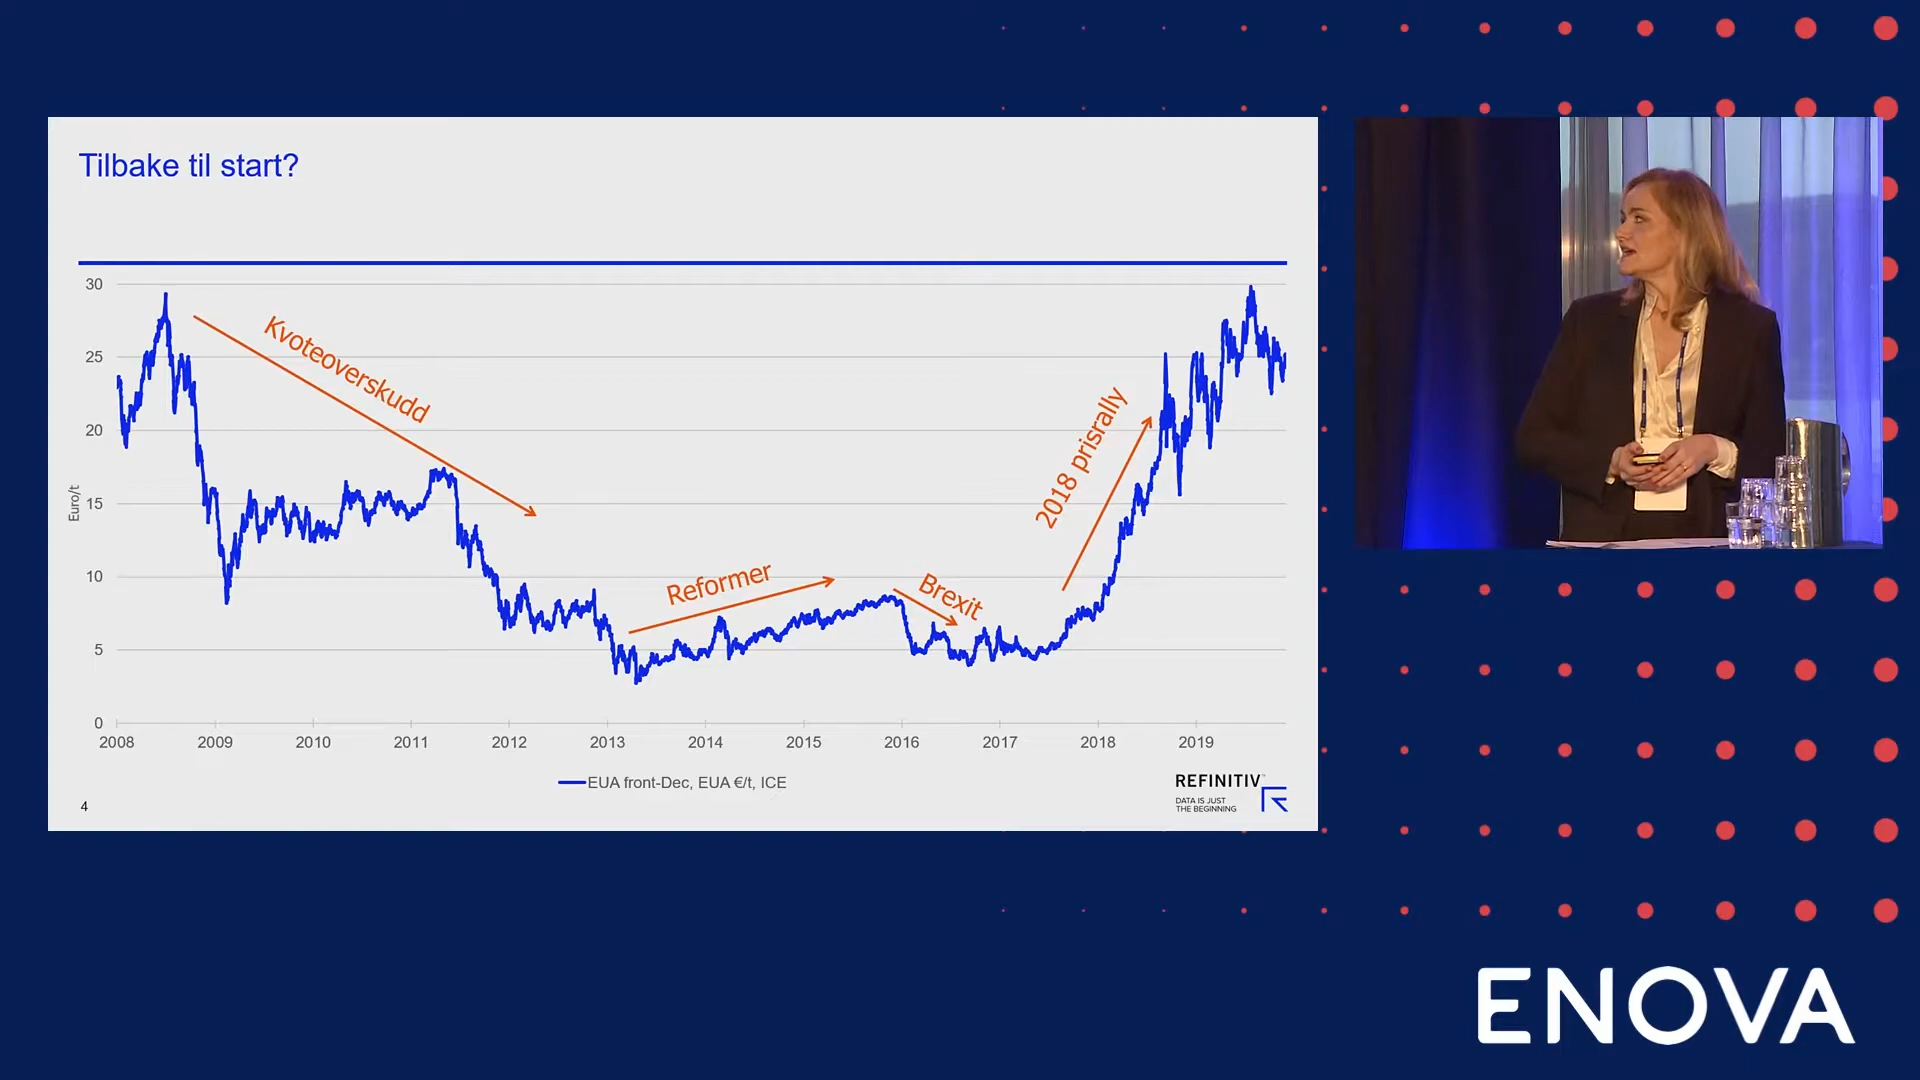 Tilbake til start?
30
25
20
15
10
5
0
Euro/t
Kvoteoverskudd
Reformer
Brexit
2018 prisrally
2008 2009 2010 2011 2012 2013 2014 2015 2016 2017 2018 2019
EUA front-Dec, EUA €/t, ICE
4
REFINITIV
DATA IS JUST
THE BEGINNING
ENOVA